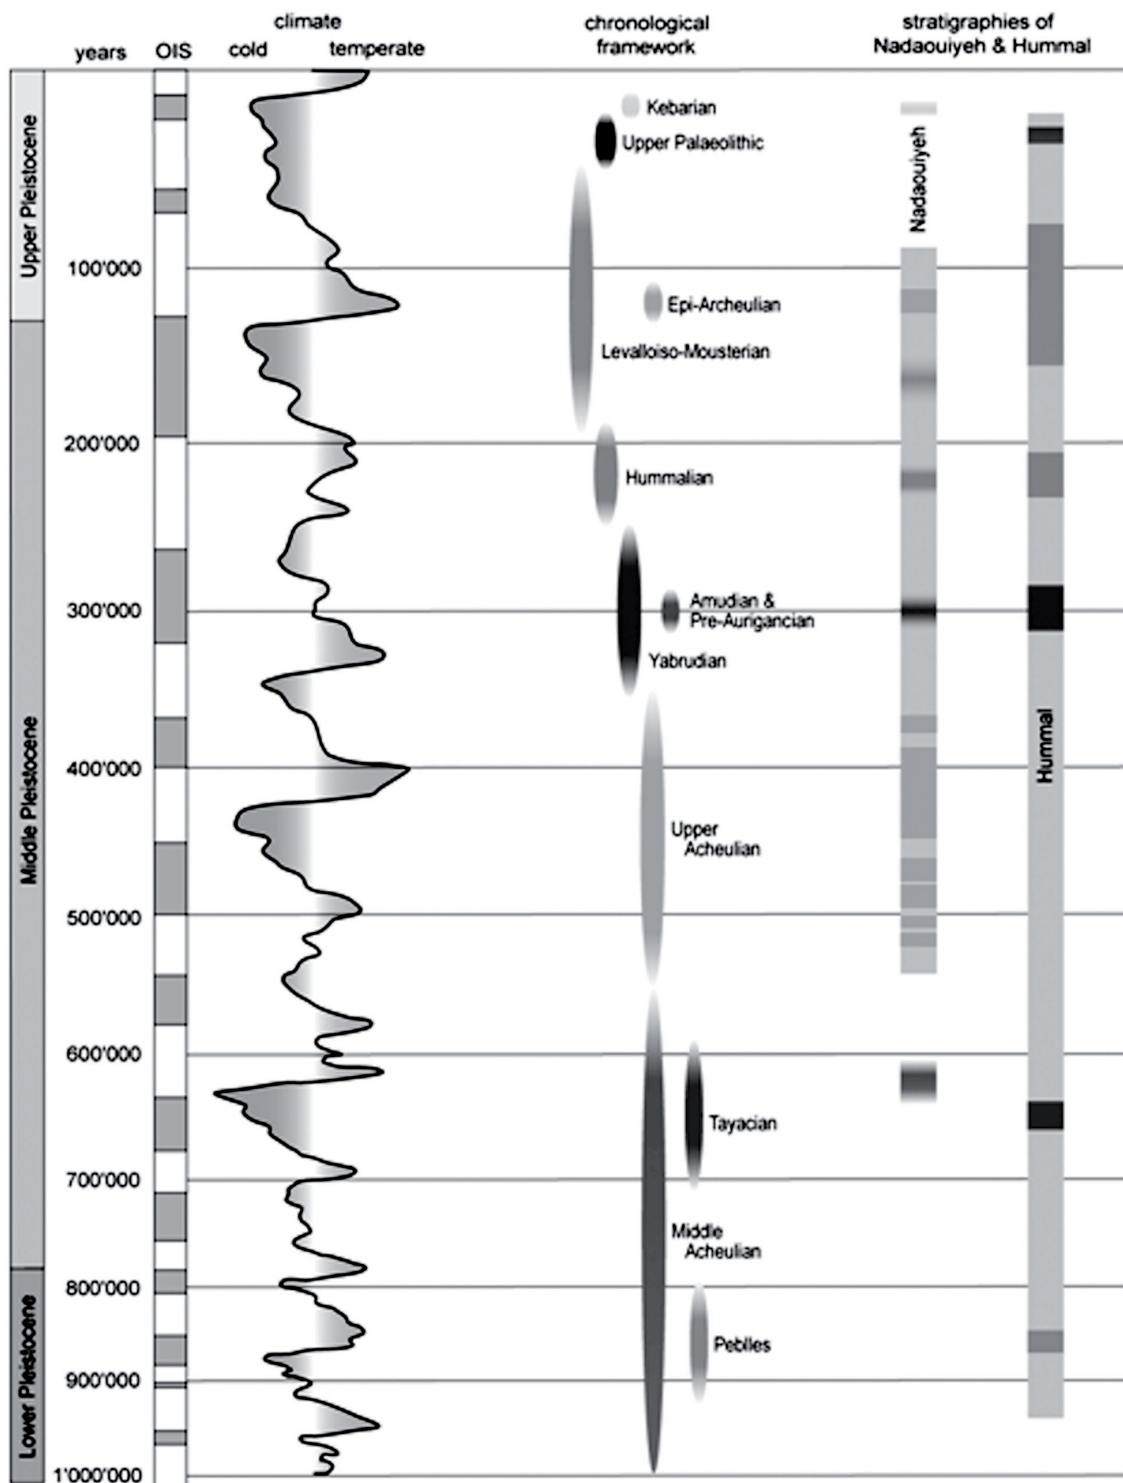 climate
cold temperate
years OIS
chronological
framework
stratigraphies of
Nadaouiyeh & Hummal
Upper Pleistocene
Middle Pleistocene
Lower Pleistocene
100'000
200'000
300'000
400'000
500'000
600'000
700'000
800'000
900'000
1'000'000
Kebarian
Upper Palaeolithic
Epi-Archeulian
Levalloiso-Mousterian
Hummalian
Amudian &
Pre-Aurigancian
Yabrudian
Upper
Acheulian
Tayacian
Middle
Acheulian
Peblles
Nadaouiyeh
Hummal